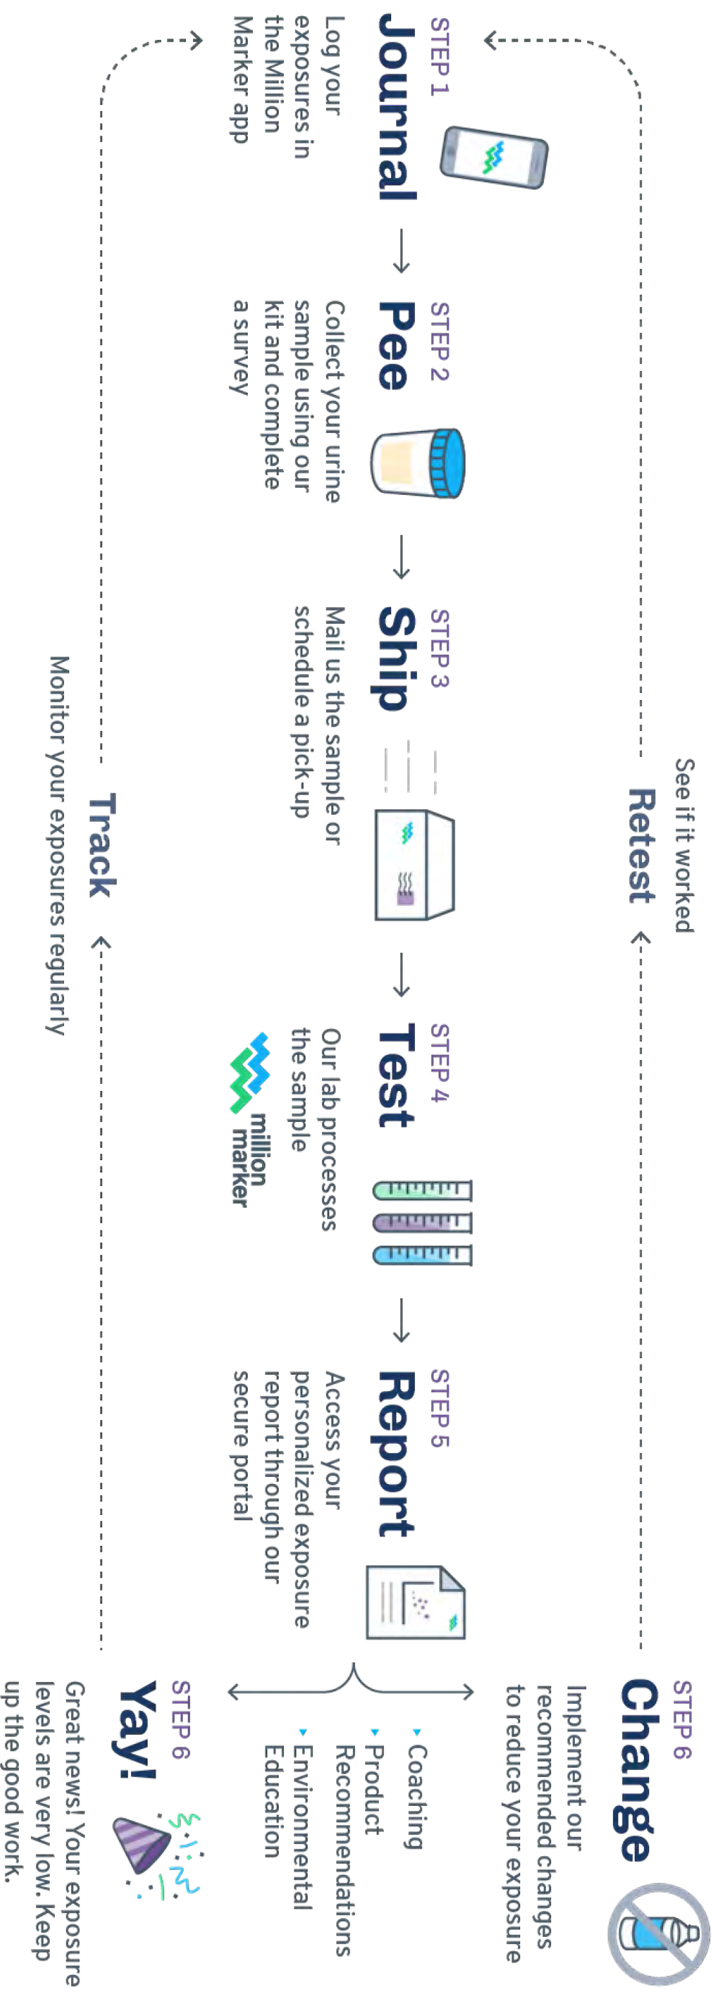 See if it worked
Retest
STEP 1
Journal
Log your
exposures in
the Million
Marker app
STEP 2
Pee
Collect your urine
sample using our
kit and complete
a survey
STEP 3
Ship
Mail us the sample or
schedule a pick-up
STEP 4
Test
Our lab processes
the sample
million
marker
STEP 5
Report
Access your
personalized exposure
report through our
secure portal
STEP 6
Change
Implement our
recommended changes
to reduce your exposure
Coaching
Product
Recommendations
Environmental
Education
STEP 6
Yay!
Great news! Your exposure
levels are very low. Keep
up the good work.
Track
Monitor your exposures regularly